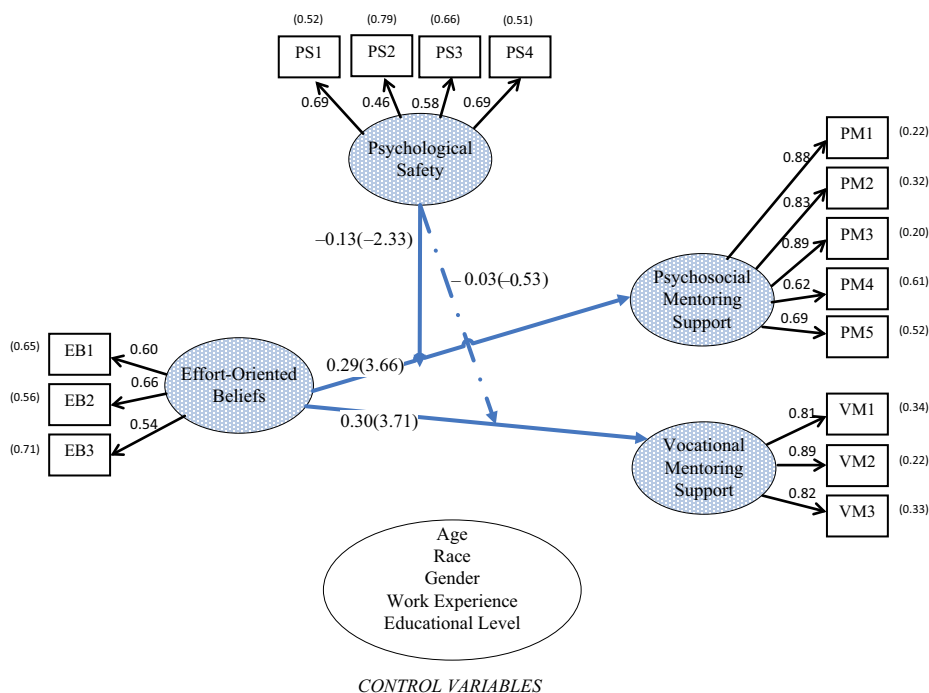 (0.52) (0.79) (0.66) (0.51)
PS1 PS2 PS3 PS4
0.69 0.46 0.58 0.69
Psychological
Safety
−0.13(−2.33)
− 0.03(−0.53)
PM1 (0.22)
0.88
PM2 (0.32)
0.83
PM3 (0.20)
0.89
PM4 (0.61)
0.62
PM5 (0.52)
0.69
Psychosocial
Mentoring
Support
(0.65) EB1 0.60
(0.56) EB2 0.66
(0.71) EB3 0.54
Effort-Oriented
Beliefs
0.29(3.66)
0.30(3.71)
Vocational
Mentoring
Support
0.81 VM1 (0.34)
0.89 VM2 (0.22)
0.82 VM3 (0.33)
Age
Race
Gender
Work Experience
Educational Level
CONTROL VARIABLES